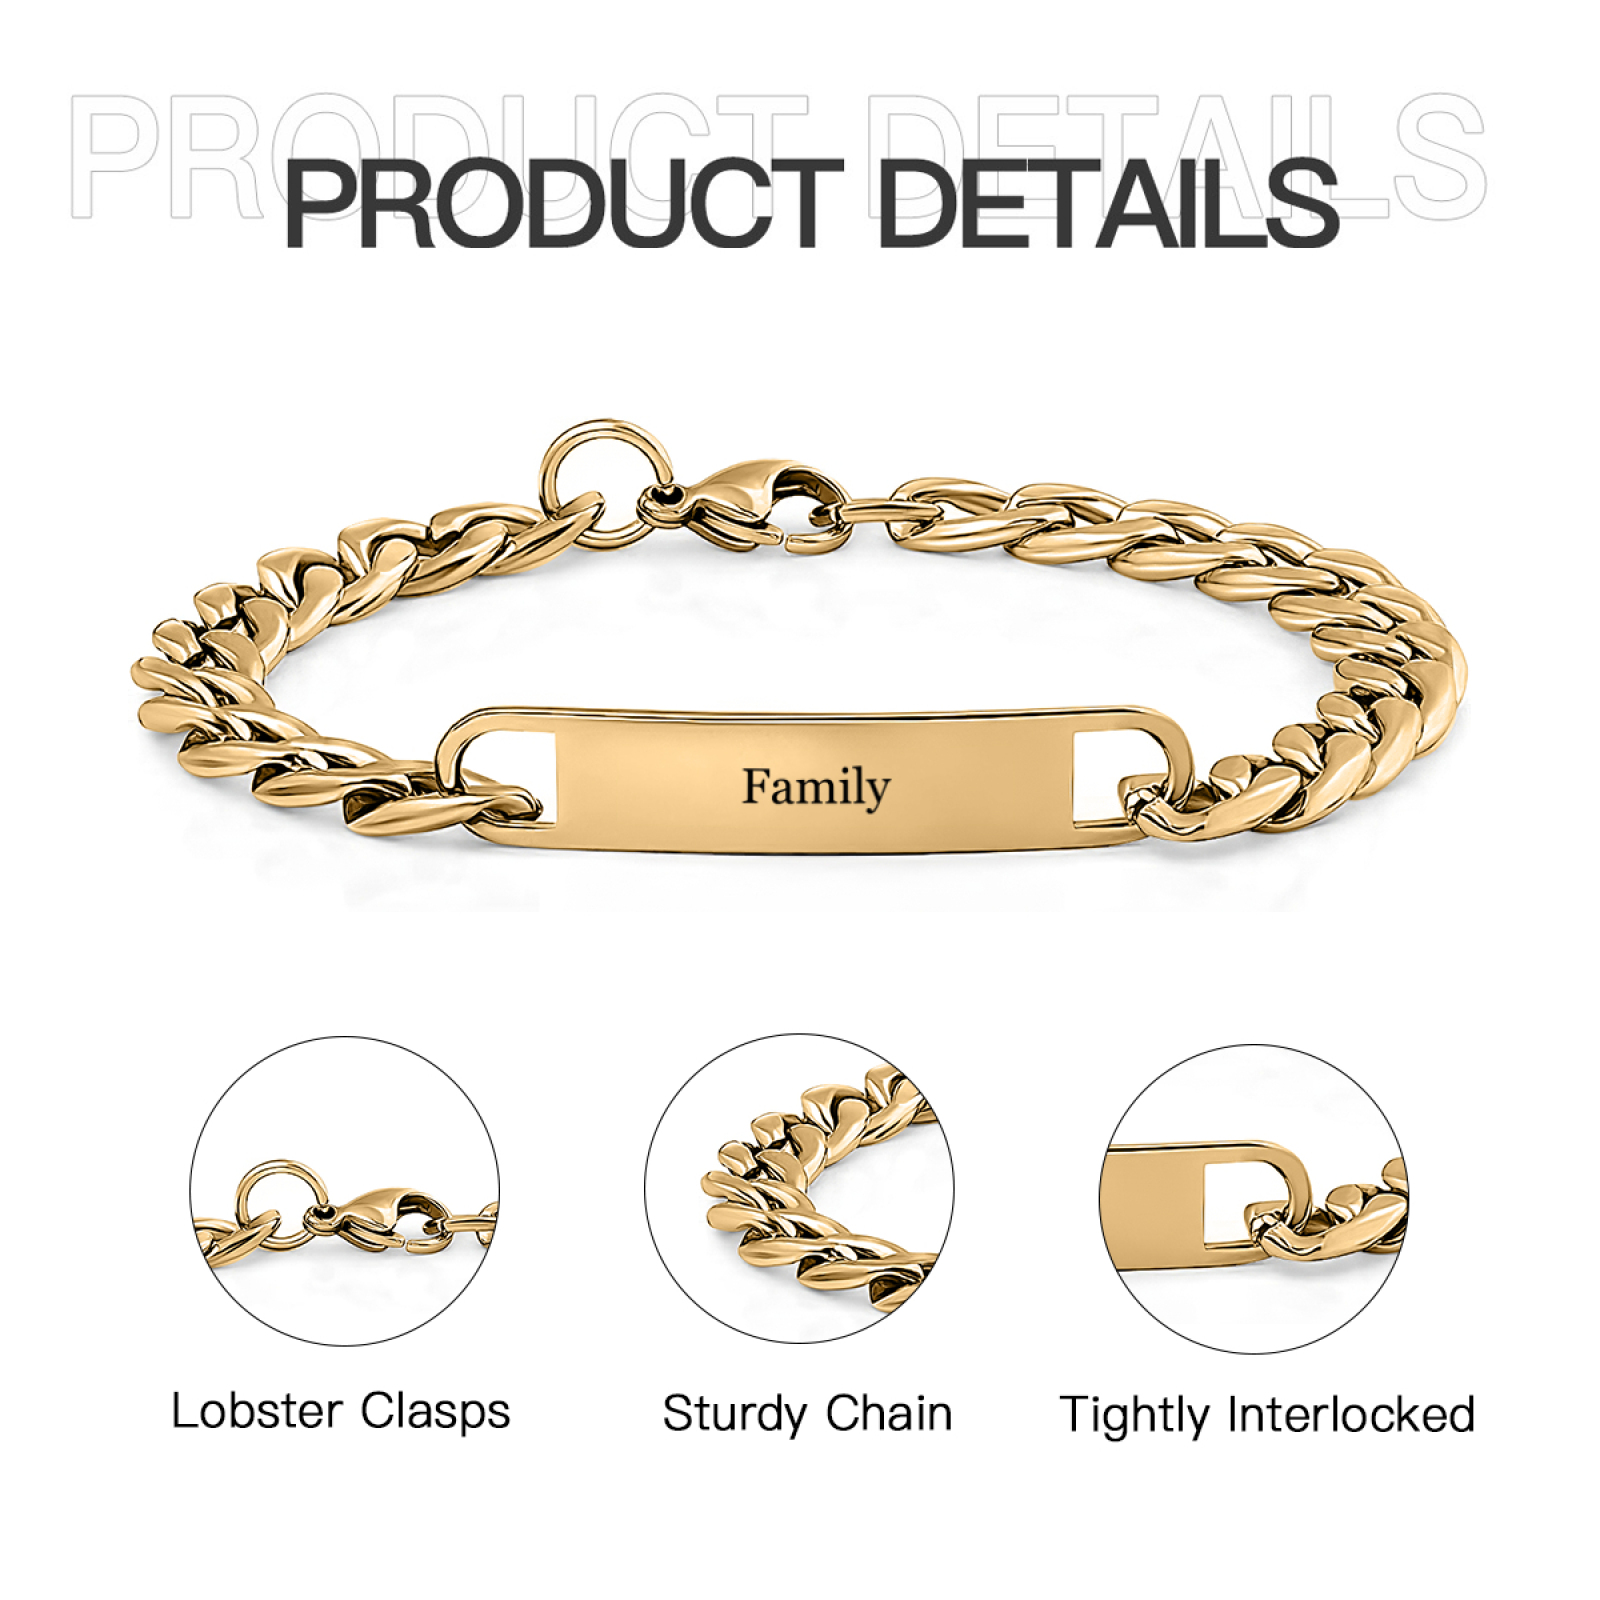 PRODUCT DETAILS
PRODUCT DETAILS
Family
Lobster Clasps
Sturdy Chain
Tightly Interlocked